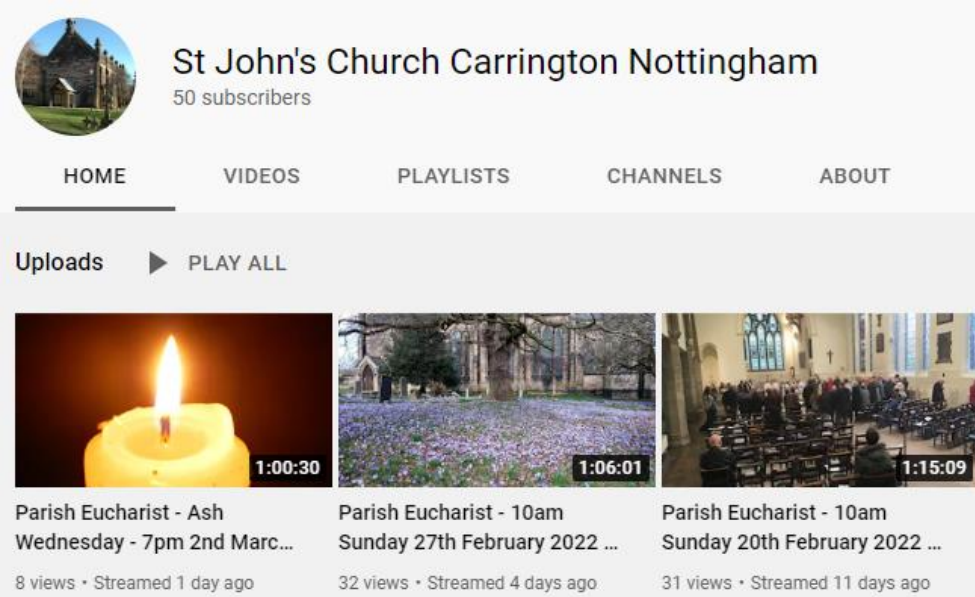 St John's Church Carrington Nottingham
50 subscribers
HOME VIDEOS PLAYLISTS CHANNELS ABOUT
Uploads PLAY ALL
1:00:30 1:06:01 1:15:09
Parish Eucharist - Ash
Wednesday - 7pm 2nd Marc...
8 views • Streamed 1 day ago
Parish Eucharist - 10am
Sunday 27th February 2022 ...
32 views • Streamed 4 days ago
Parish Eucharist - 10am
Sunday 20th February 2022 ...
31 views • Streamed 11 days ago